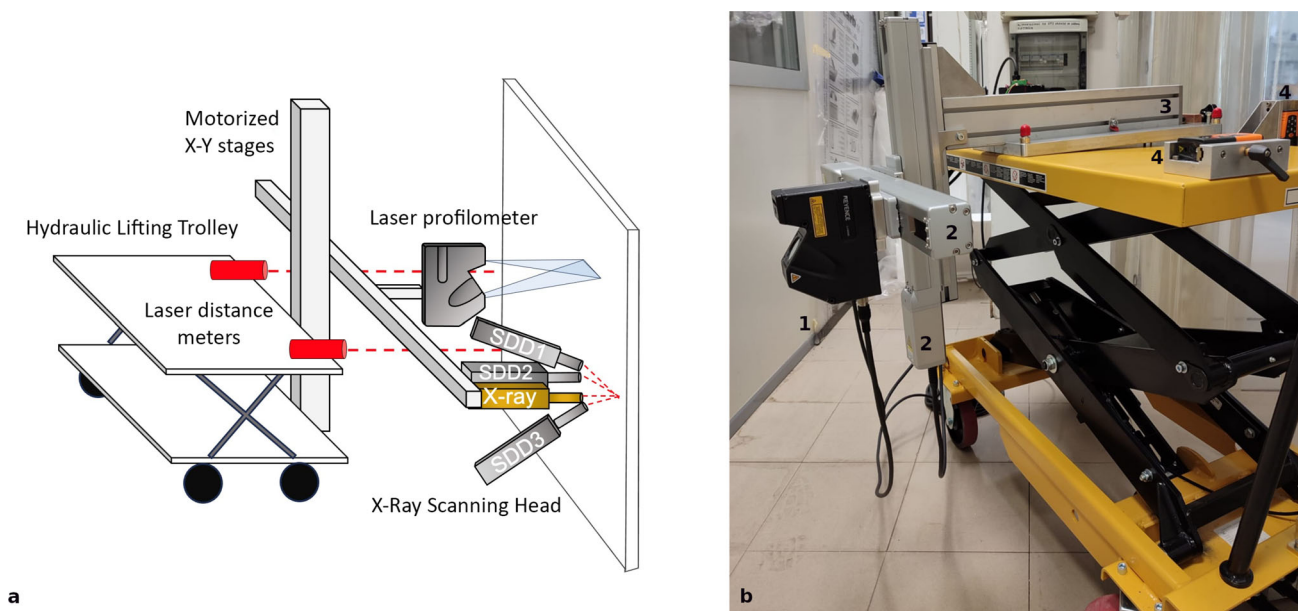 Motorized
X-Y stages
Laser profilometer
Hydraulic Lifting Trolley
Laser distance
meters
SDD1
SDD2
X-ray
SDD3
X-Ray Scanning Head
a
4
3
4
KEYENCE
2
1
2
b